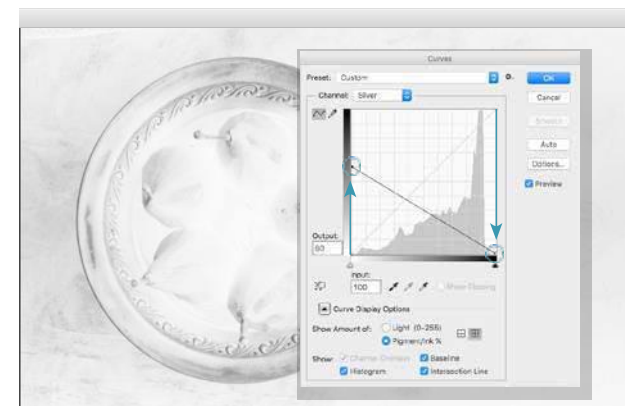 Curves
Preset: Custom
OK
Channel: Silver
Cancel
Auto
Options...
Preview
Output:
60
Input:
100
Show Clipping
Curve Display Options
Show Amount of:
Light (0-255)
Pigment/Ink %
Show:
Channel Overlays
Baseline
Histogram
Intersection Line